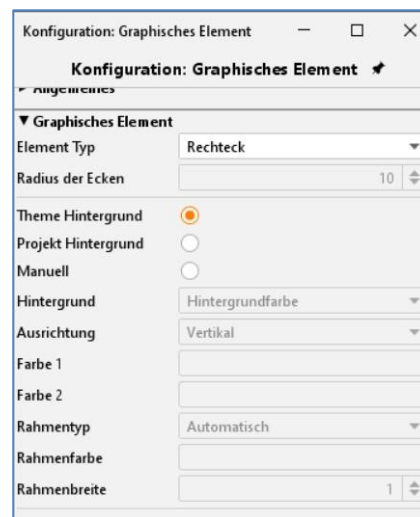 Konfiguration: Graphisches Element
Konfiguration: Graphisches Element
Allgemeines
Graphisches Element
Element Typ Rechteck
Radius der Ecken 10
Theme Hintergrund
Projekt Hintergrund
Manuell
Hintergrund Hintergrundfarbe
Ausrichtung Vertikal
Farbe 1
Farbe 2
Rahmentyp Automatisch
Rahmenfarbe
Rahmenbreite 1